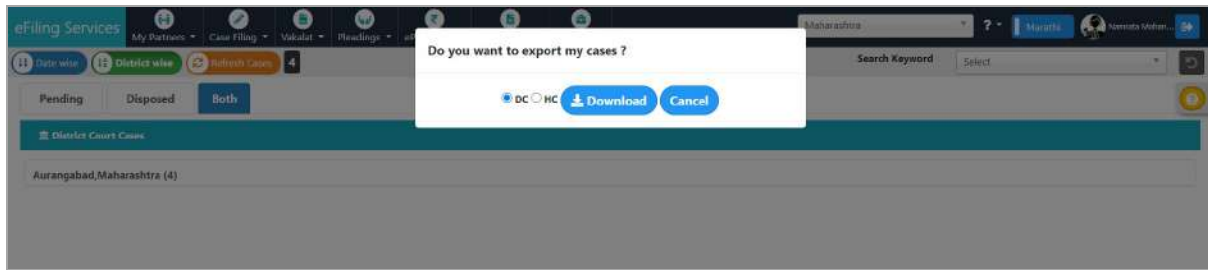 eFiling Services
My Partners
Case Filing
Vakalat
Pleadings
Maharashtra
?
Marathi
Do you want to export my cases ?
DC HC Download Cancel
Date wise
District wise
Refresh Cases
4
Search Keyword
Select
Pending
Disposed
Both
District Court Cases
Aurangabad,Maharashtra (4)